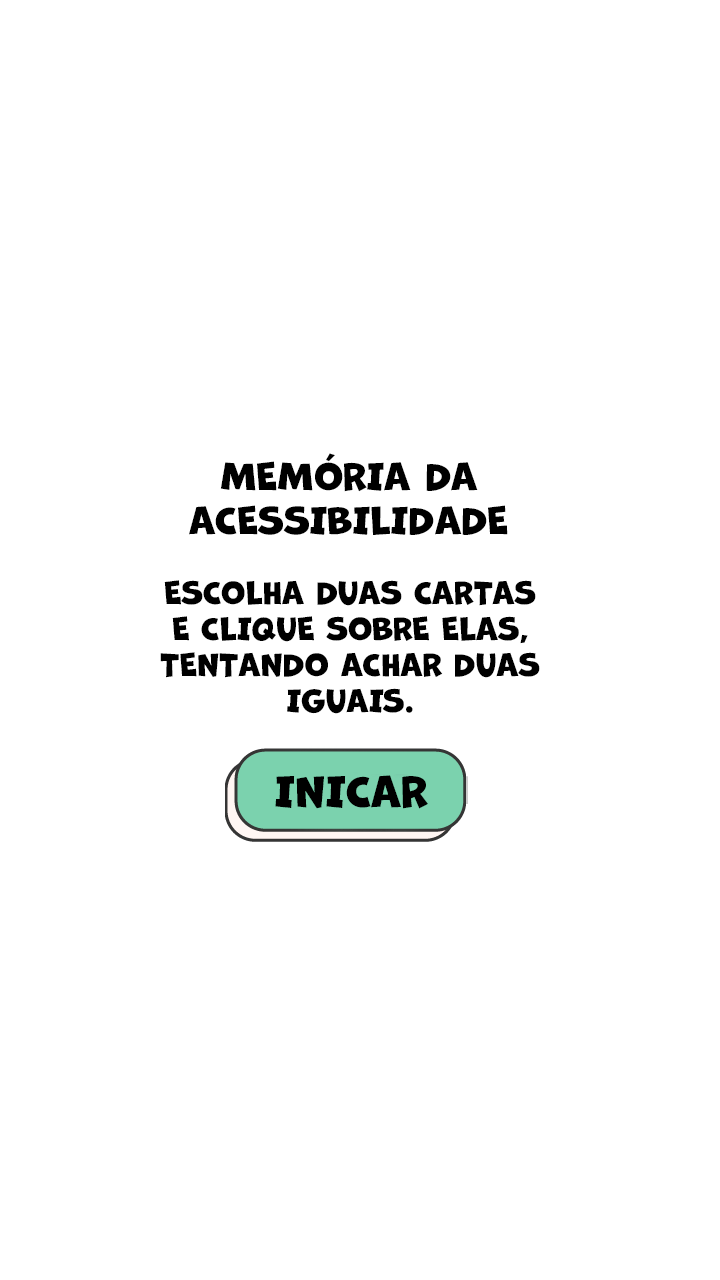 MEMÓRIA DA
ACESSIBILIDADE
ESCOLHA DUAS CARTAS
E CLIQUE SOBRE ELAS,
TENTANDO ACHAR DUAS
IGUAIS.
INICAR